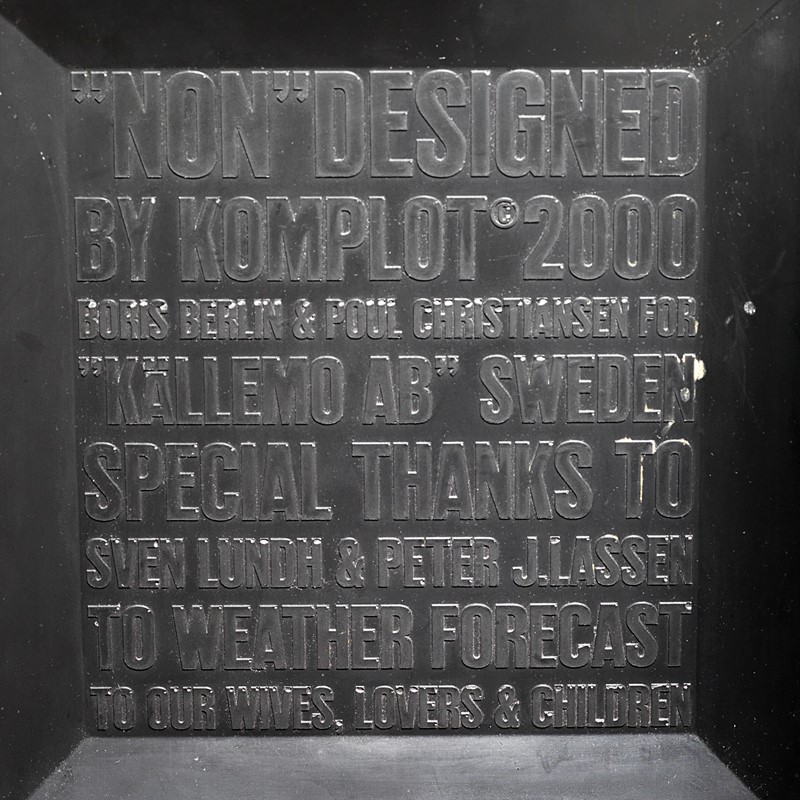 ”NON”DESIGNED
BY KOMPLOT©2000
BORIS BERLIN & POUL CHRISTIANSEN FOR
”KÄLLEMO AB” SWEDEN
SPECIAL THANKS TO
SVEN LUNDH & PETER J.LASSEN
TO WEATHER FORECAST
TO OUR WIVES, LOVERS & CHILDREN